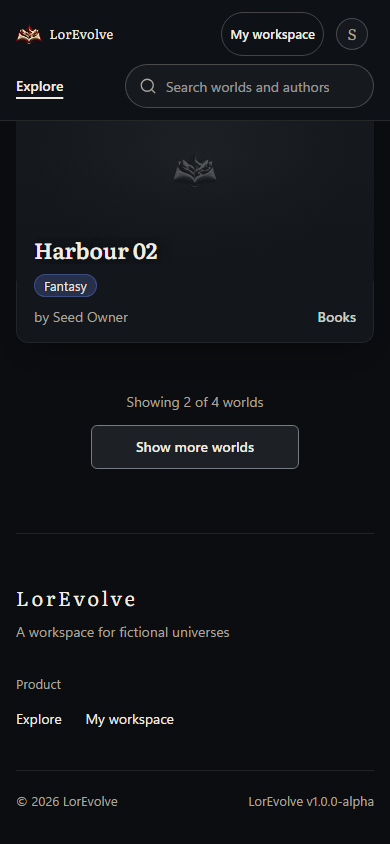 LorEvolve
My workspace
S
Explore
Search worlds and authors
Harbour 02
Fantasy
by Seed Owner
Books
Showing 2 of 4 worlds
Show more worlds
LorEvolve
A workspace for fictional universes
Product
Explore
My workspace
© 2026 LorEvolve
LorEvolve v1.0.0-alpha